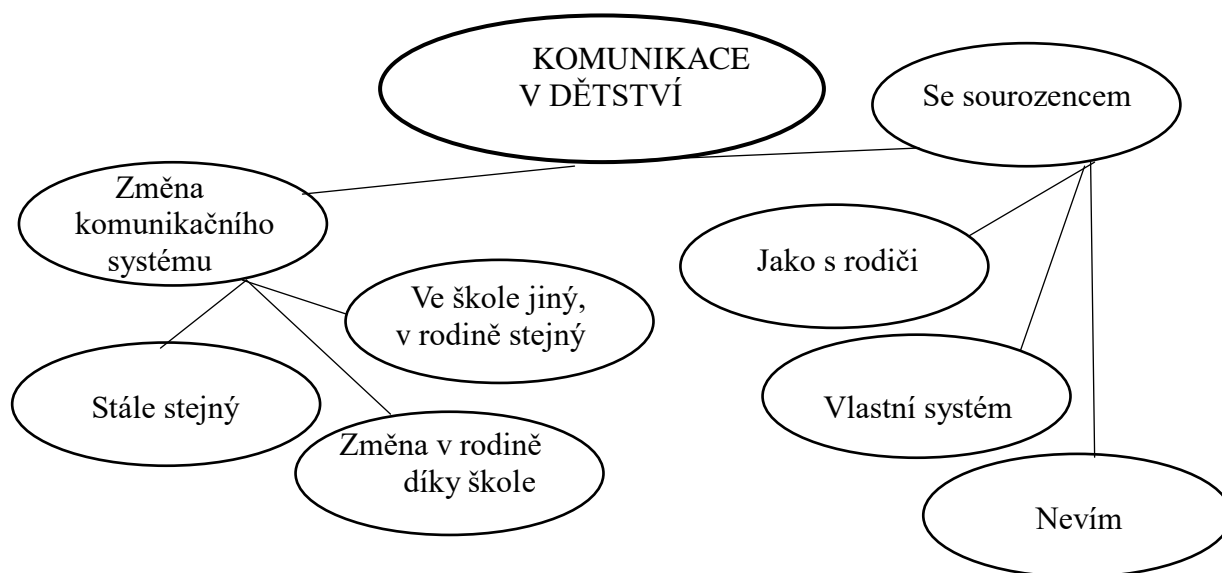 KOMUNIKACE
V DĚTSTVÍ
Se sourozencem
Změna
komunikačního
systému
Jako s rodiči
Ve škole jiný,
v rodině stejný
Stále stejný
Vlastní systém
Změna v rodině
díky škole
Nevím